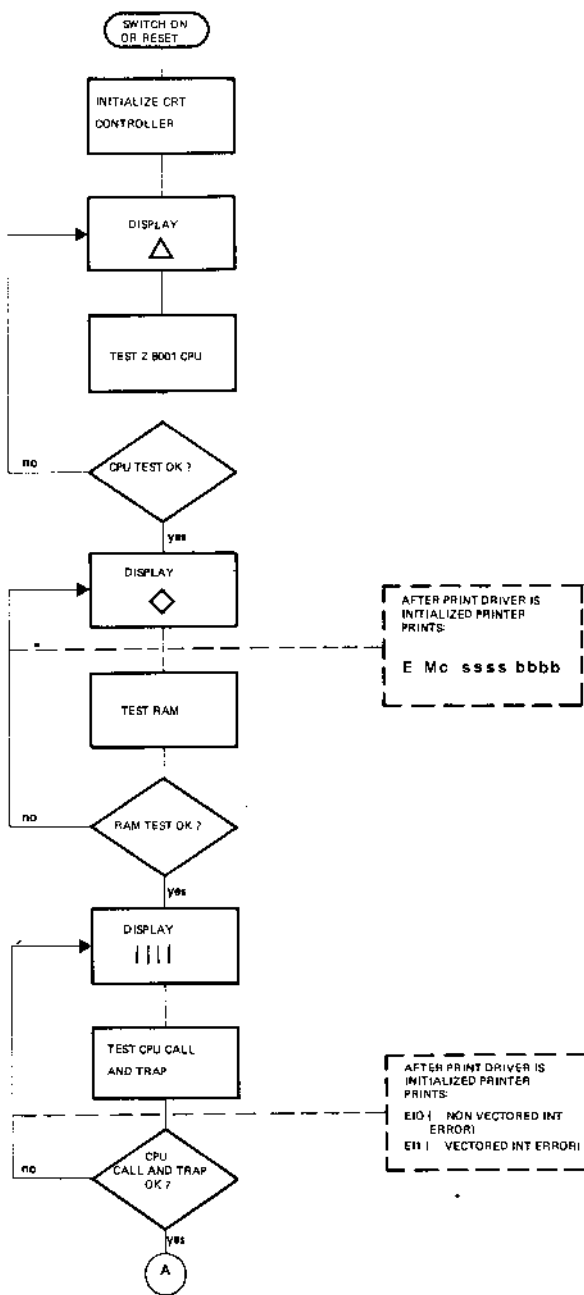 SWITCH ON
OR RESET
INITIALIZE CRT
CONTROLLER
DISPLAY
TEST Z 8001 CPU
no
CPU TEST OK ?
yes
DISPLAY
AFTER PRINT DRIVER IS
INITIALIZED PRINTER
PRINTS:
E Mc ssss bbbb
TEST RAM
no
RAM TEST OK ?
yes
DISPLAY
||||
TEST CPU CALL
AND TRAP
AFTER PRINT DRIVER IS
INITIALIZED PRINTER
PRINTS:
EI0 ( NON VECTORED INT
ERROR)
EI1 ( VECTORED INT ERROR)
no
CPU
CALL AND TRAP
OK ?
yes
A